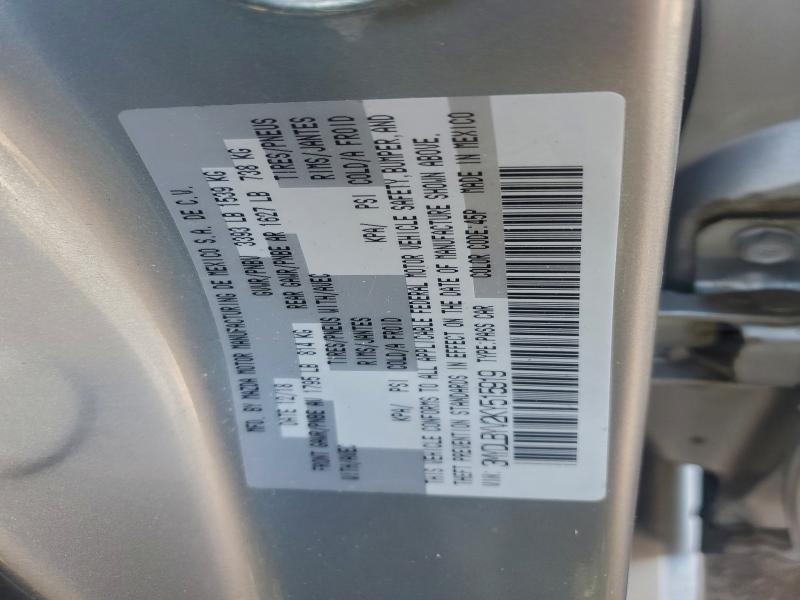 MFG. BY MAZDA MOTOR MANUFACTURING DE MEXICO S.A. DE C.V.
DATE 12/18 GVWR/PNBV 3393 LB 1539 KG
FRONT GAWR/PNBE AV 1795 LB 814 KG REAR GAWR/PNBE AR 1627 LB 738 KG
WITH/AVEC TIRES/PNEUS WITH/AVEC TIRES/PNEUS
RIMS/JANTES RIMS/JANTES
KPA/ PSI COLD/A FROID KPA/ PSI COLD/A FROID
THIS VEHICLE CONFORMS TO ALL APPLICABLE FEDERAL MOTOR VEHICLE SAFETY, BUMPER, AND
THEFT PREVENTION STANDARDS IN EFFECT ON THE DATE OF MANUFACTURE SHOWN ABOVE.
VIN: TYPE:PASS CAR COLOR CODE:45P MADE IN MEXICO